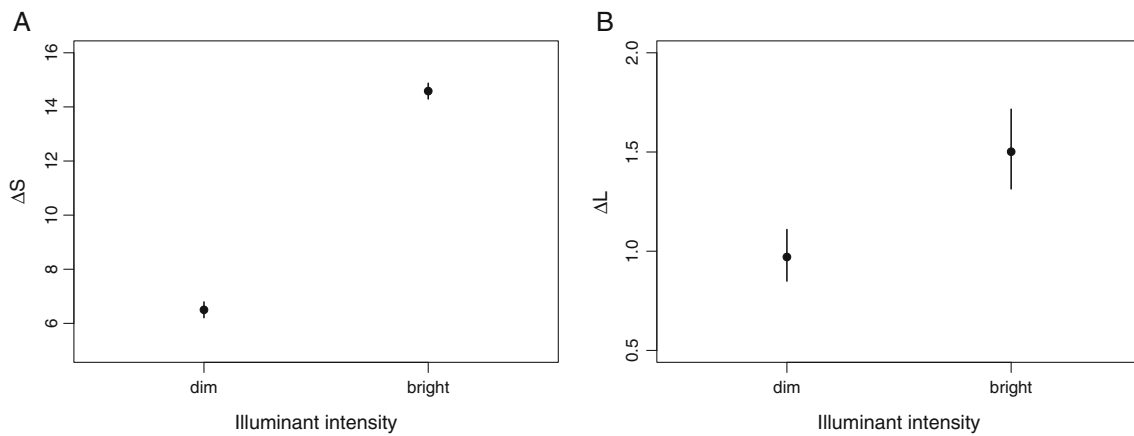 A
ΔS
16
14
12
10
8
6
dim
bright
Illuminant intensity
B
ΔL
2.0
1.5
1.0
0.5
dim
bright
Illuminant intensity